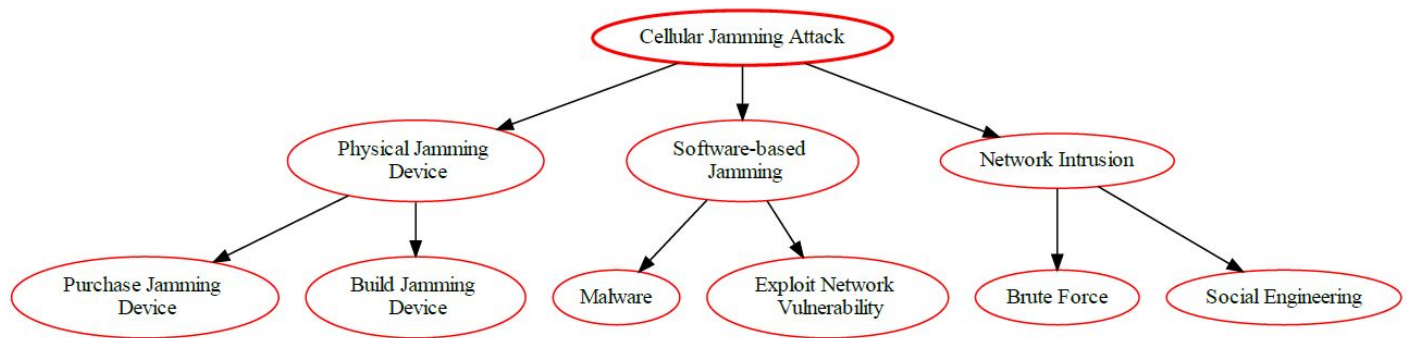 Cellular Jamming Attack
Physical Jamming
Device
Software-based
Jamming
Network Intrusion
Purchase Jamming
Device
Build Jamming
Device
Malware
Exploit Network
Vulnerability
Brute Force
Social Engineering